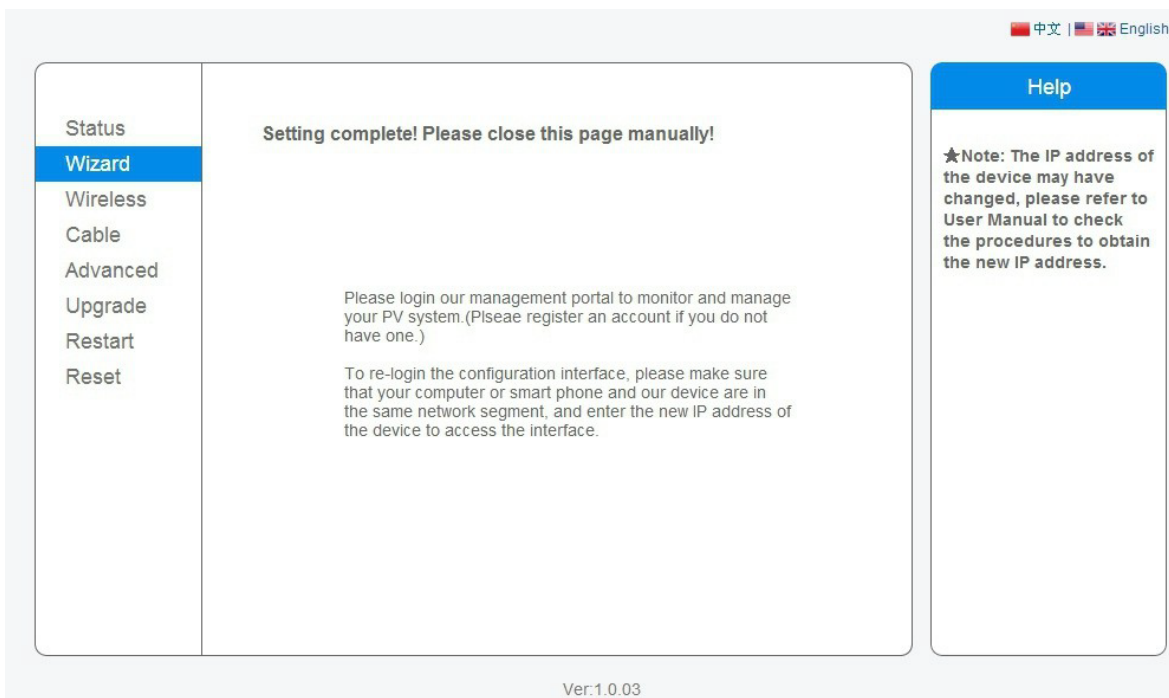 中文 | English
Status
Wizard
Wireless
Cable
Advanced
Upgrade
Restart
Reset
Setting complete! Please close this page manually!
Please login our management portal to monitor and manage
your PV system.(Plseae register an account if you do not
have one.)
To re-login the configuration interface, please make sure
that your computer or smart phone and our device are in
the same network segment, and enter the new IP address of
the device to access the interface.
Help
★Note: The IP address of
the device may have
changed, please refer to
User Manual to check
the procedures to obtain
the new IP address.
Ver:1.0.03